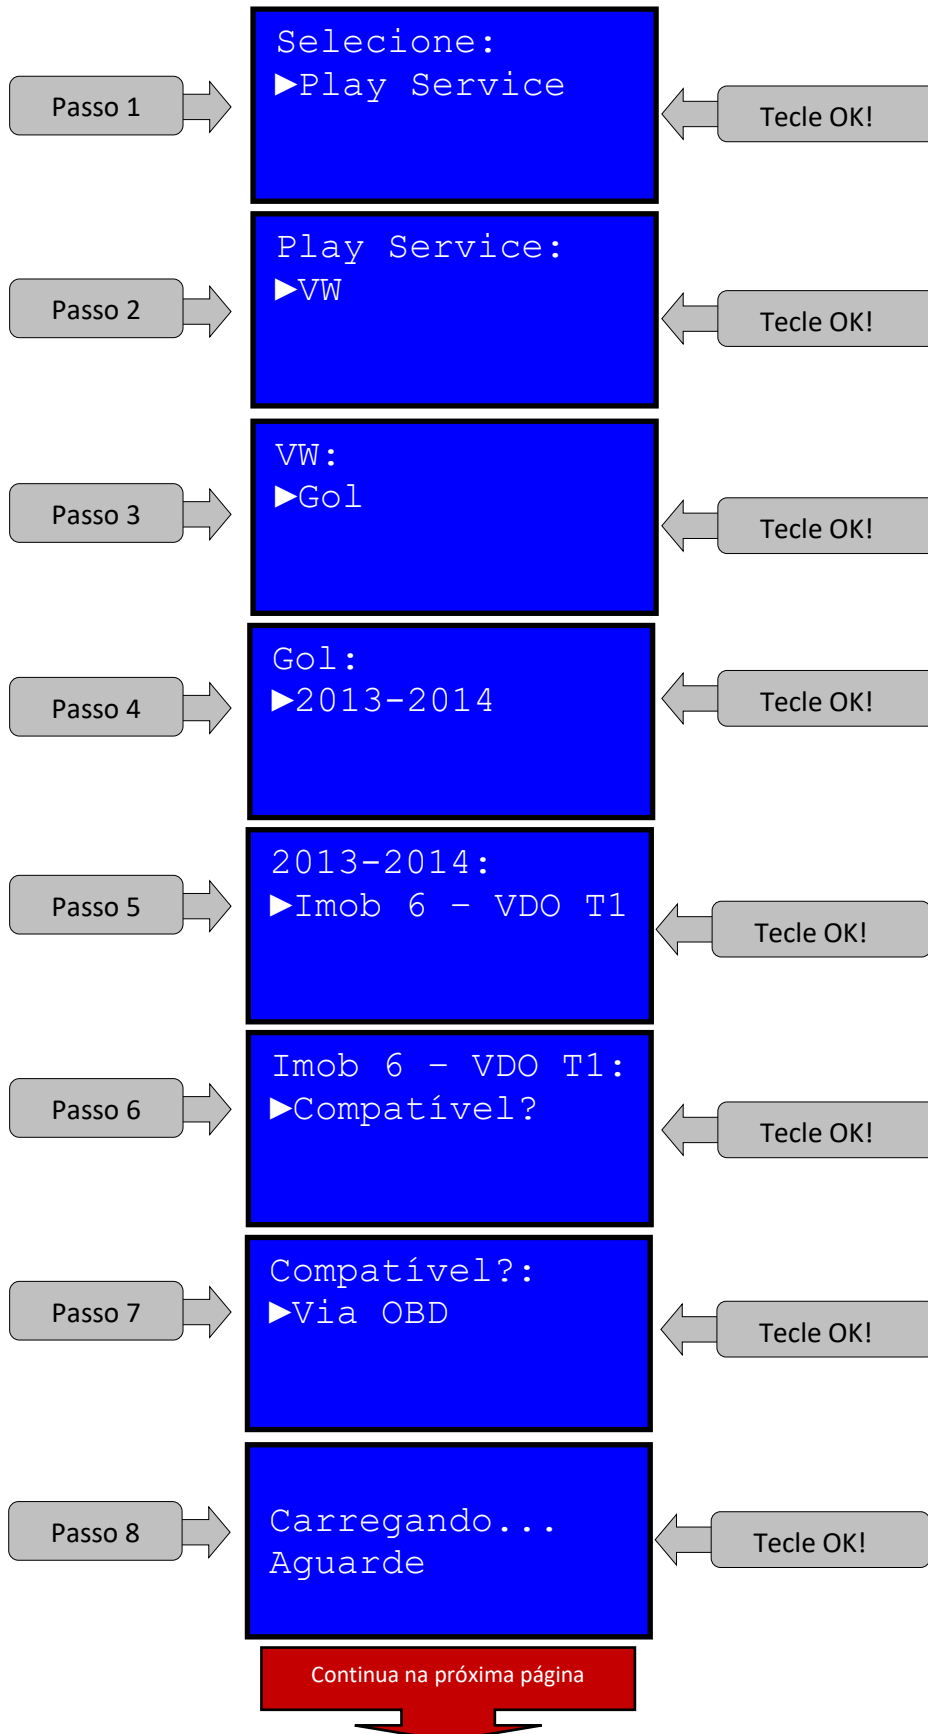 Passo 1
Selecione:
►Play Service
Tecle OK!
Passo 2
Play Service:
►VW
Tecle OK!
Passo 3
VW:
►Gol
Tecle OK!
Passo 4
Gol:
►2013-2014
Tecle OK!
Passo 5
2013-2014:
►Imob 6 – VDO T1
Tecle OK!
Passo 6
Imob 6 – VDO T1:
►Compatível?
Tecle OK!
Passo 7
Compatível?:
►Via OBD
Tecle OK!
Passo 8
Carregando...
Aguarde
Tecle OK!
Continua na próxima página